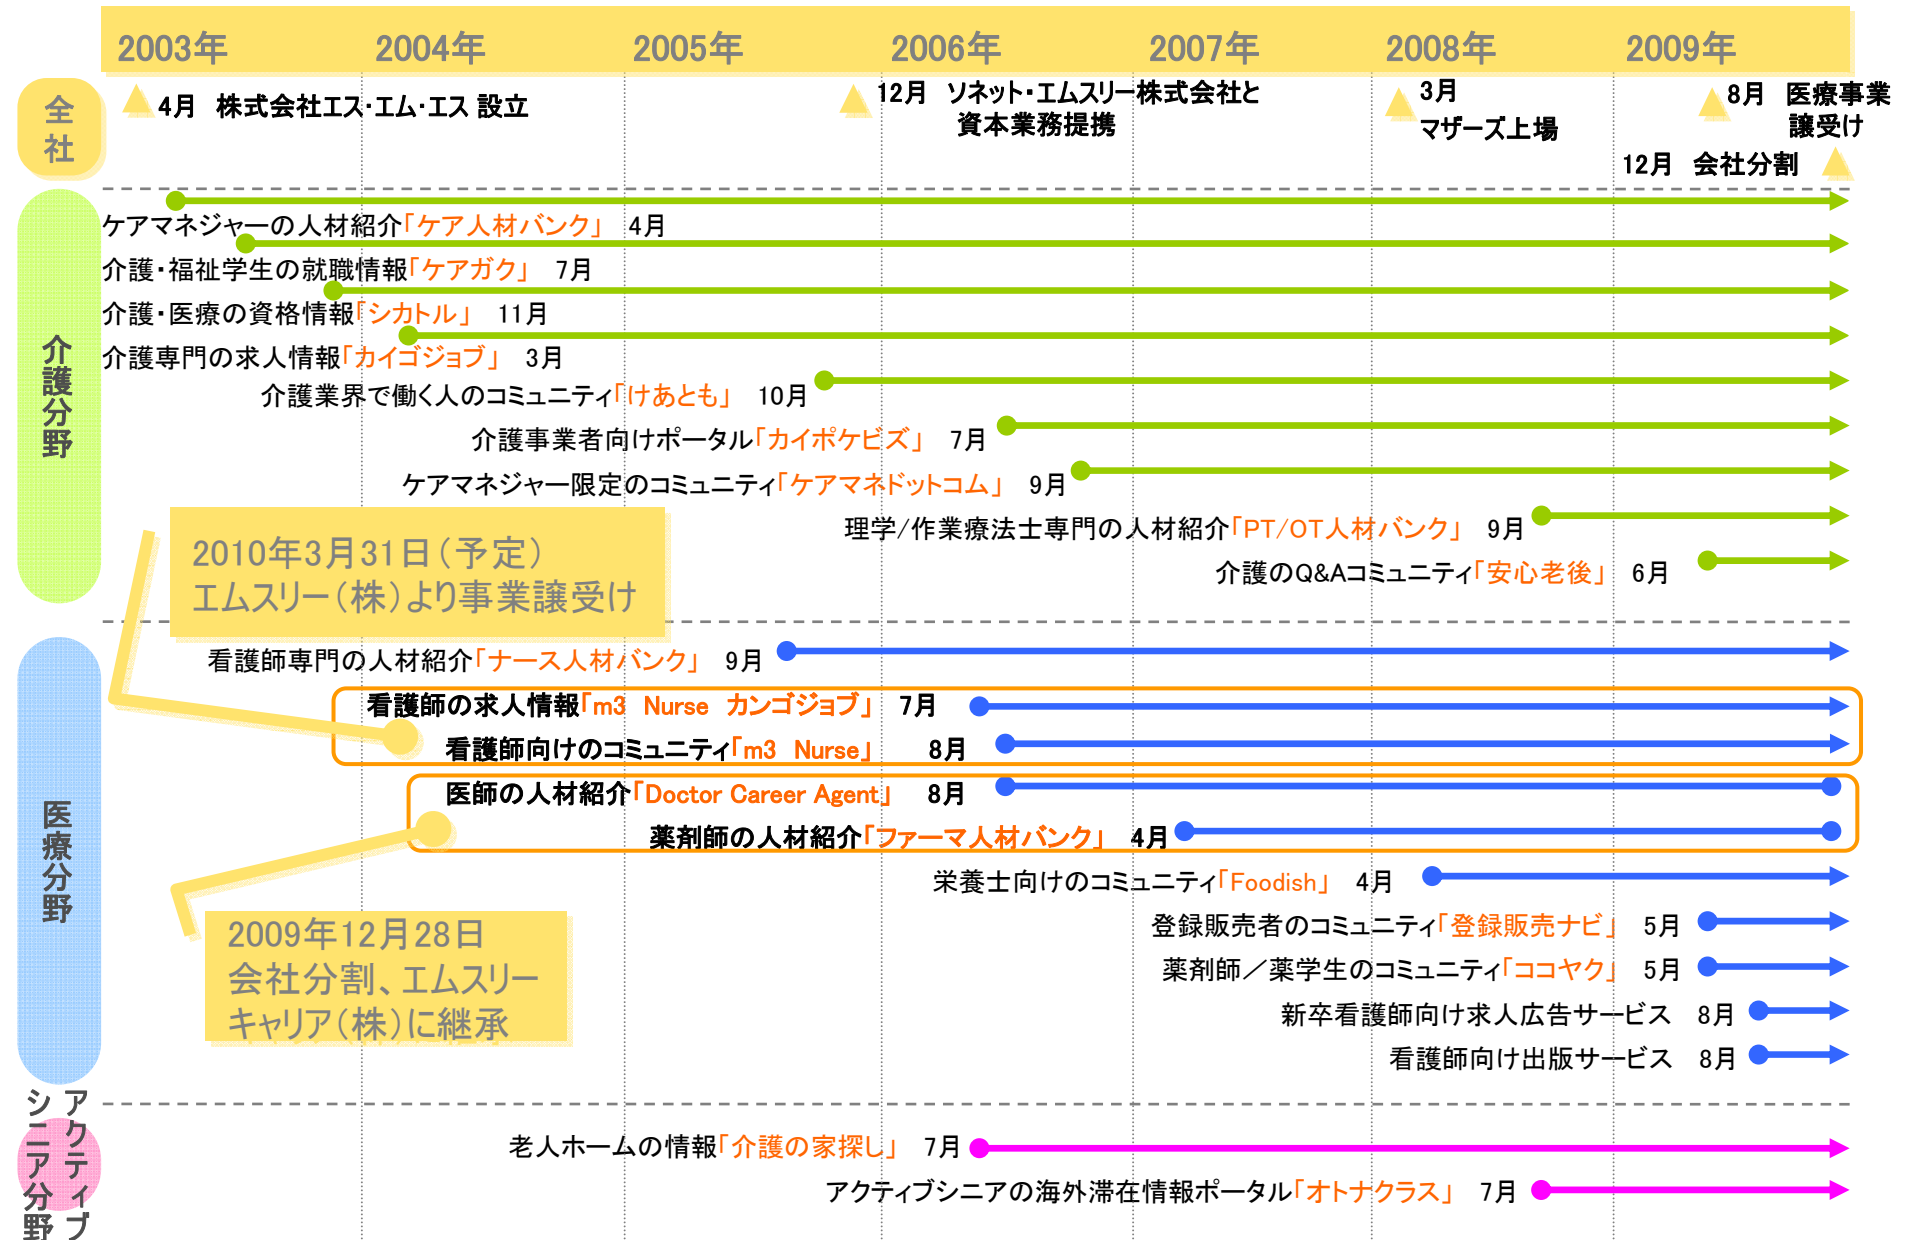 2003年 2004年 2005年 2006年 2007年 2008年 2009年
全社
4月 株式会社エス・エム・エス 設立
12月 ソネット・エムスリー株式会社と
資本業務提携
3月
マザーズ上場
8月 医療事業
譲受け
12月 会社分割
介護分野
ケアマネジャーの人材紹介「ケア人材バンク」 4月
介護・福祉学生の就職情報「ケアガク」 7月
介護・医療の資格情報「シカトル」 11月
介護専門の求人情報「カイゴジョブ」 3月
介護業界で働く人のコミュニティ「けあとも」 10月
介護事業者向けポータル「カイポケビズ」 7月
ケアマネジャー限定のコミュニティ「ケアマネドットコム」 9月
理学/作業療法士専門の人材紹介「PT/OT人材バンク」 9月
介護のQ&Aコミュニティ「安心老後」 6月
2010年3月31日（予定）
エムスリー（株）より事業譲受け
医療分野
看護師専門の人材紹介「ナース人材バンク」 9月
看護師の求人情報「m3 Nurse カンゴジョブ」 7月
看護師向けのコミュニティ「m3 Nurse」 8月
医師の人材紹介「Doctor Career Agent」 8月
薬剤師の人材紹介「ファーマ人材バンク」 4月
栄養士向けのコミュニティ「Foodish」 4月
登録販売者のコミュニティ「登録販売ナビ」 5月
薬剤師／薬学生のコミュニティ「ココヤク」 5月
新卒看護師向け求人広告サービス 8月
看護師向け出版サービス 8月
2009年12月28日
会社分割、エムスリー
キャリア（株）に継承
アクティブ
シニア分野
老人ホームの情報「介護の家探し」 7月
アクティブシニアの海外滞在情報ポータル「オトナクラス」 7月